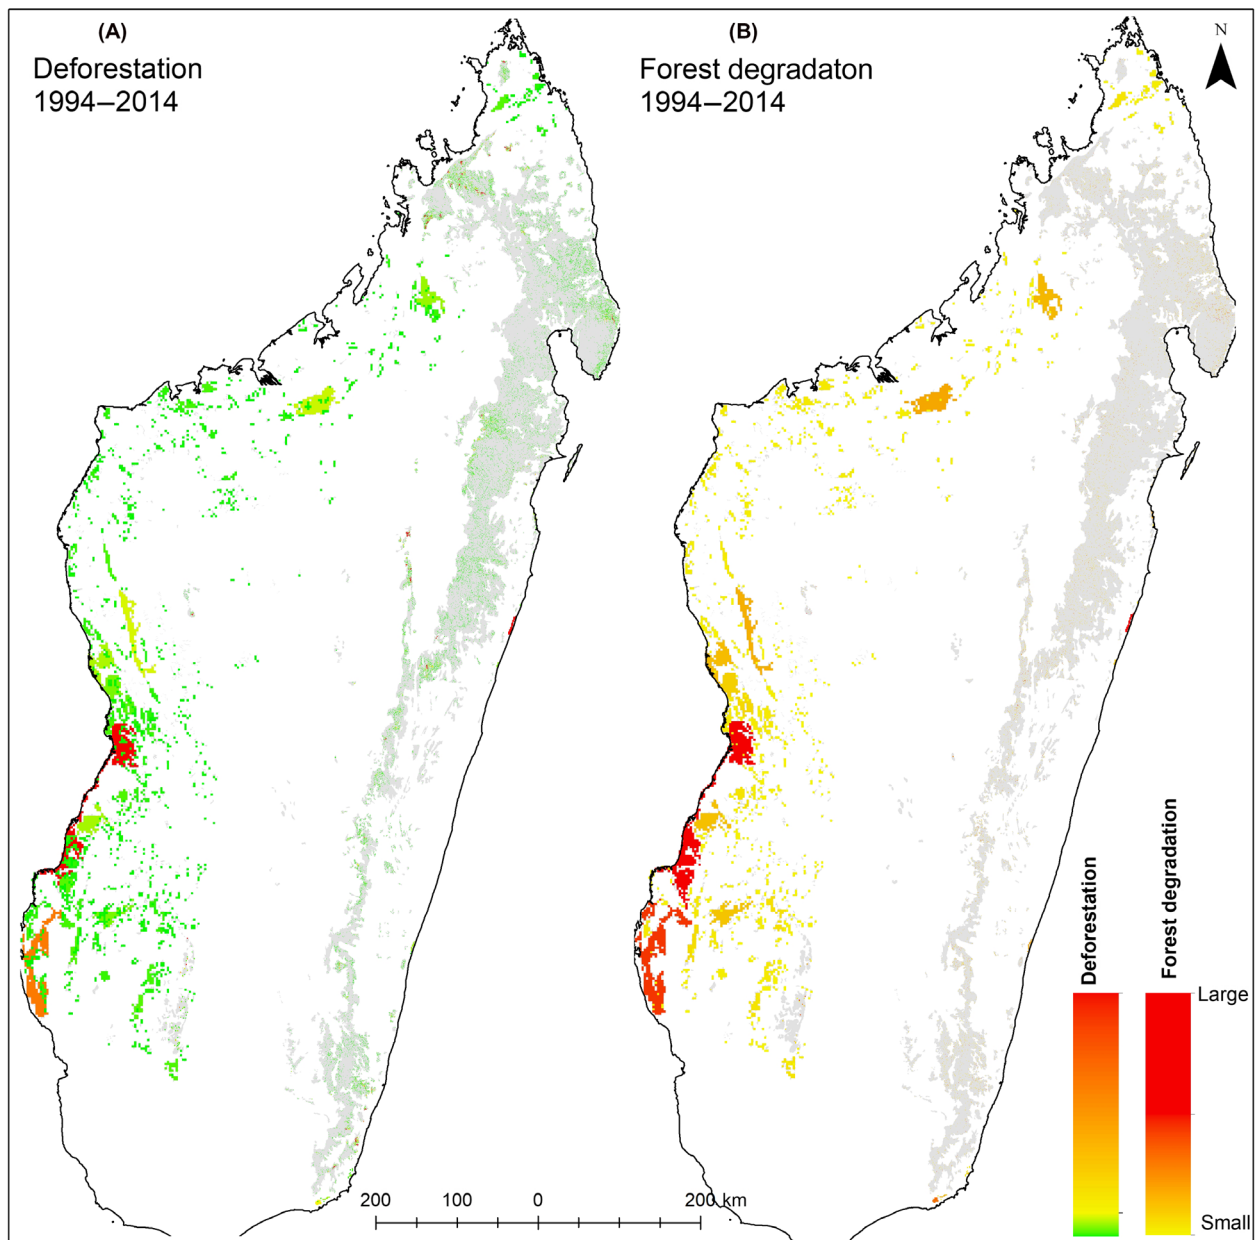 (A)
Deforestation
1994–2014
(B)
Forest degradaton
1994–2014
N
Deforestation
Forest degradation
Large
Small
200 100 0 200 km